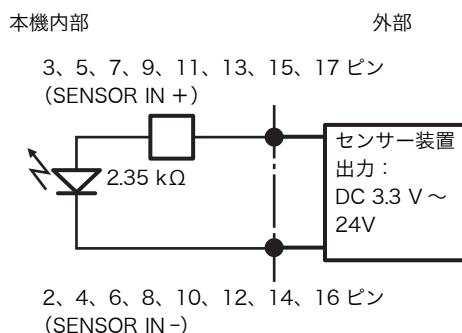 本機内部
外部
3、5、7、9、11、13、15、17 ピン
（SENSOR IN +）
2.35 kΩ
センサー装置
出力：
DC 3.3 V ～
24V
2、4、6、8、10、12、14、16 ピン
（SENSOR IN −）